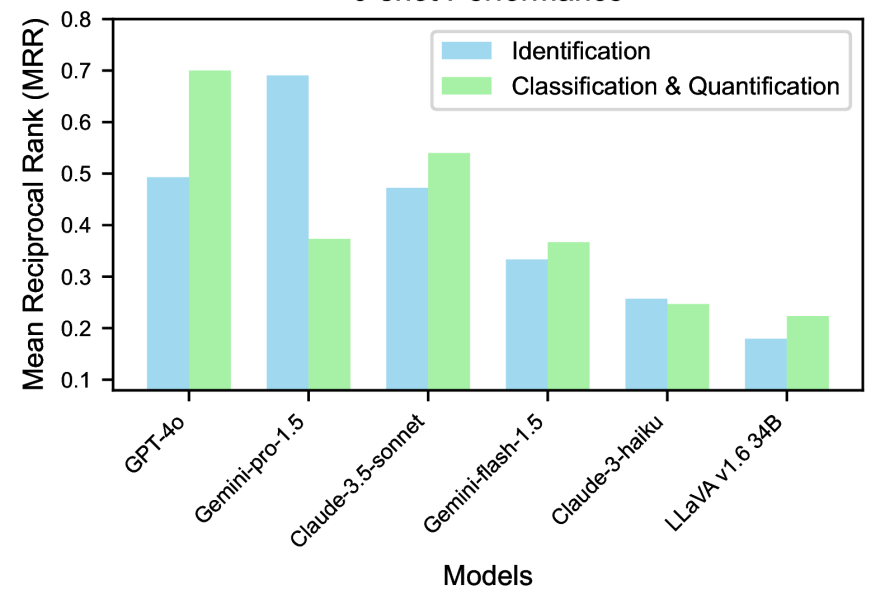 Identification
Classification & Quantification
Mean Reciprocal Rank (MRR)
0.8
0.7
0.6
0.5
0.4
0.3
0.2
0.1
GPT-4o
Gemini-pro-1.5
Claude-3.5-sonnet
Gemini-flash-1.5
Claude-3-haiku
LLaVA v1.6 34B
Models